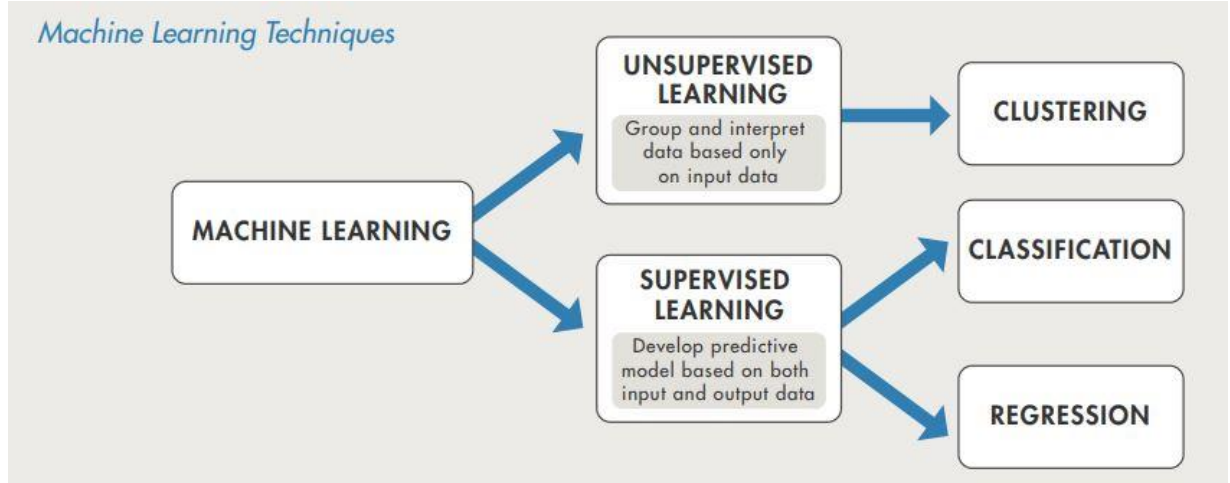 Machine Learning Techniques
MACHINE LEARNING
UNSUPERVISED
LEARNING
Group and interpret
data based only
on input data
CLUSTERING
SUPERVISED
LEARNING
Develop predictive
model based on both
input and output data
CLASSIFICATION
REGRESSION